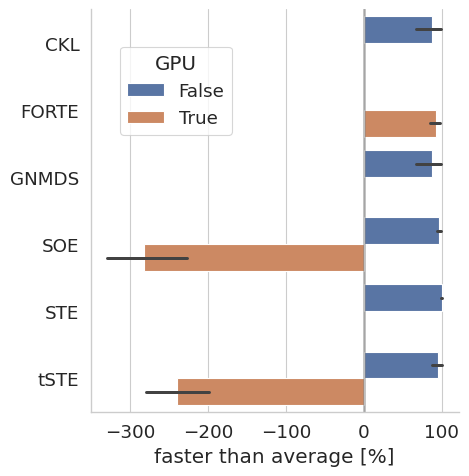 CKL
GPU
False
True
FORTE
GNMDS
SOE
STE
tSTE
−300 −200 −100 0 100
faster than average [%]